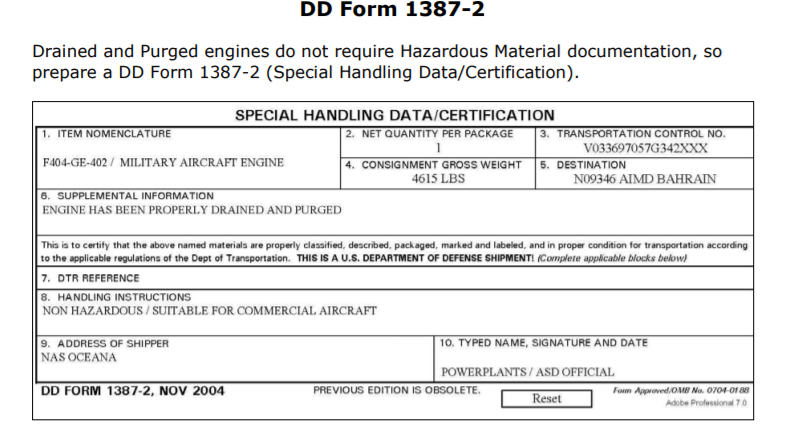 DD Form 1387-2
Drained and Purged engines do not require Hazardous Material documentation, so
prepare a DD Form 1387-2 (Special Handling Data/Certification).
SPECIAL HANDLING DATA/CERTIFICATION
1. ITEM NOMENCLATURE
F404-GE-402 / MILITARY AIRCRAFT ENGINE
2. NET QUANTITY PER PACKAGE
1
3. TRANSPORTATION CONTROL NO.
V033697057G342XXX
4. CONSIGNMENT GROSS WEIGHT
4615 LBS
5. DESTINATION
N09346 AIMD BAHRAIN
6. SUPPLEMENTAL INFORMATION
ENGINE HAS BEEN PROPERLY DRAINED AND PURGED
This is to certify that the above named materials are properly classified, described, packaged, marked and labeled, and in proper condition for transportation according
to the applicable regulations of the Dept of Transportation. THIS IS A U.S. DEPARTMENT OF DEFENSE SHIPMENT! (Complete applicable blocks below)
7. DTR REFERENCE
8. HANDLING INSTRUCTIONS
NON HAZARDOUS / SUITABLE FOR COMMERCIAL AIRCRAFT
9. ADDRESS OF SHIPPER
NAS OCEANA
10. TYPED NAME, SIGNATURE AND DATE
POWERPLANTS / ASD OFFICIAL
DD FORM 1387-2, NOV 2004
PREVIOUS EDITION IS OBSOLETE.
Reset
Form Approved/OMB No. 0704-0188
Adobe Professional 7.0